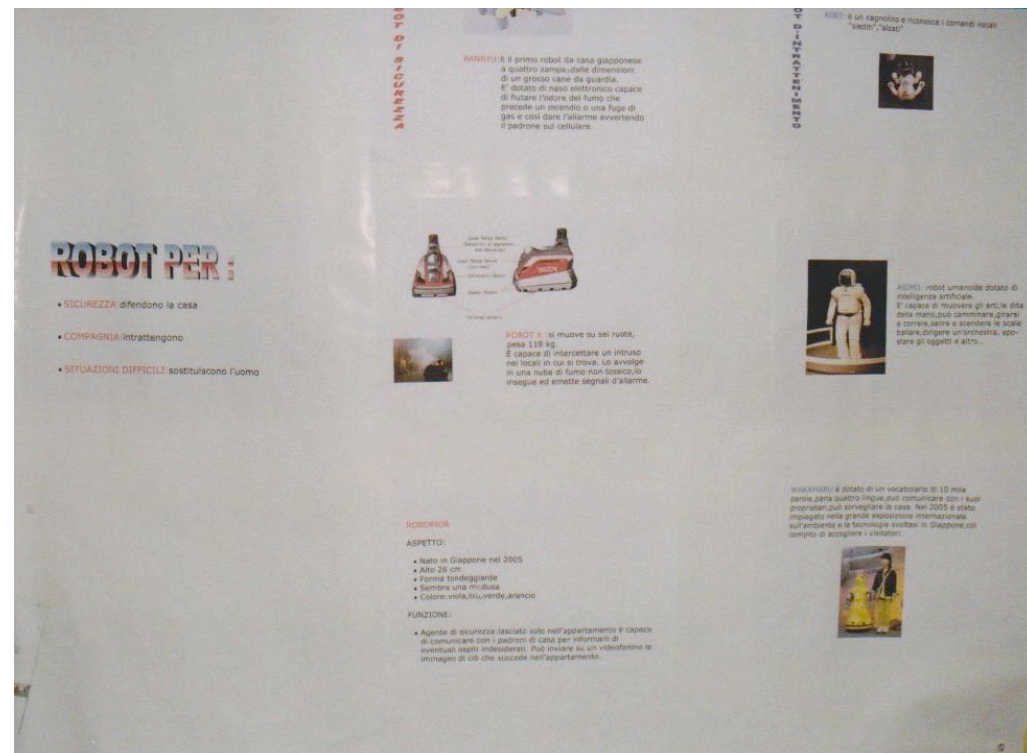 ROBOT PER :
• SICUREZZA:difendono la casa
• COMPAGNIA:intrattengono
• SITUAZIONI DIFFICILI:sostituiscono l'uomo
OT DI SICUREZZA
BANRYU:è il primo robot da casa giapponese
a quattro zampe,dalle dimensioni
di un grosso cane da guardia.
E' dotato di naso elettronico capace
di fiutare l'odore del fumo che
precede un incendio o una fuga di
gas e così dare l'allarme avvertendo
il padrone sul cellulare.
Laser Range Sensor
Ultrasonic Sensor
ROBOT X :si muove su sei ruote,
pesa 118 kg.
È capace di intercettare un intruso
nei locali in cui si trova. Lo avvolge
in una nube di fumo non tossico,lo
insegue ed emette segnali d'allarme.
ROBORIOR
ASPETTO:
• Nato in Giappone nel 2005
• Alto 26 cm
• Forma tondeggiante
• Sembra una medusa
• Colore:viola,blu,verde,arancio
FUNZIONE:
• Agente di sicurezza:lasciato solo nell'appartamento è capace
di comunicare con i padroni di casa per informarli di
eventuali ospiti indesiderati. Può inviare su un videofonino le
immagini di ciò che succede nell'appartamento.
OT D'INTRATTENIMENTO
AIBO: è un cagnolino e riconosce i comandi vocali
"siediti","alzati"
ASIMO: robot umanoide dotato di
intelligenza artificiale.
E' capace di muovere gli arti,le dita
della mano,può camminare,girarsi
e correre,salire o scendere le scale
ballare,dirigere un'orchestra, spo-
stare gli oggetti e altro..
WAKAMARU:è dotato di un vocabolario di 10 mila
parole,parla quattro lingue,può comunicare con i suoi
proprietari,può sorvegliare la casa. Nel 2005 è stato
impiegato nella grande esposizione internazionale
sull'ambiente e la tecnologia svoltasi in Giappone,col
compito di accogliere i visitatori.